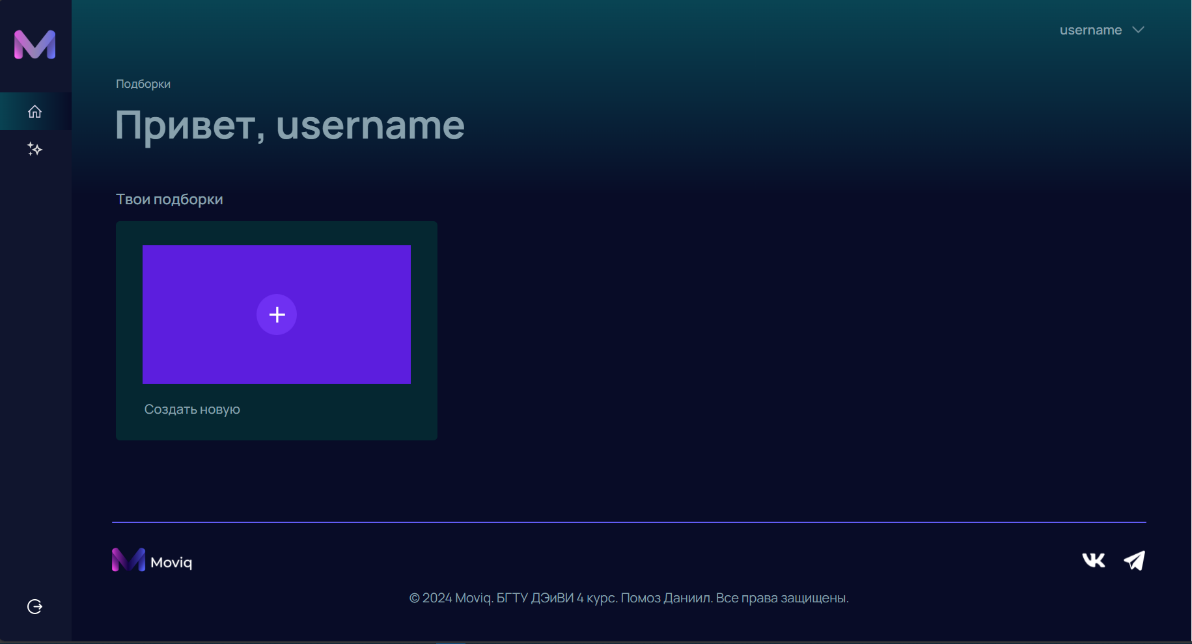 username
Подборки
Привет, username
Твои подборки
Создать новую
Moviq
© 2024 Moviq. БГТУ ДЭиВИ 4 курс. Помоз Даниил. Все права защищены.